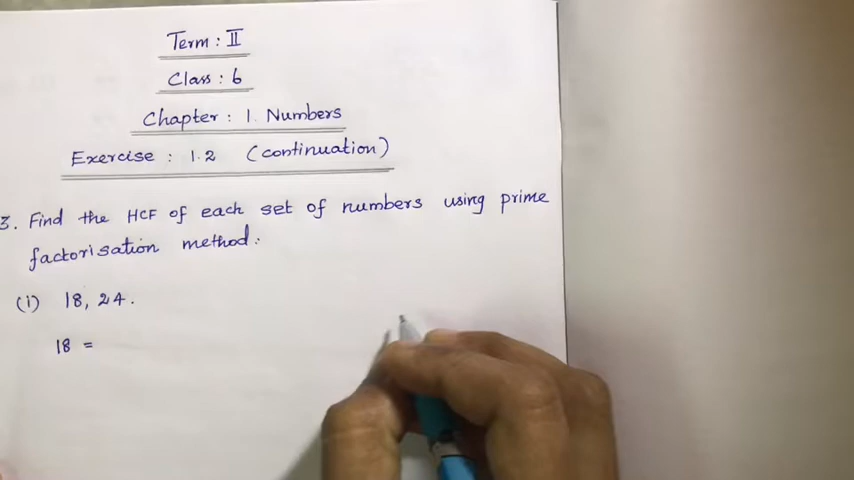 Term : II
Class : 6
Chapter : 1. Numbers
Exercise : 1.2 (continuation)
3. Find the HCF of each set of numbers using prime
factorisation method.
(i) 18, 24.
18 =